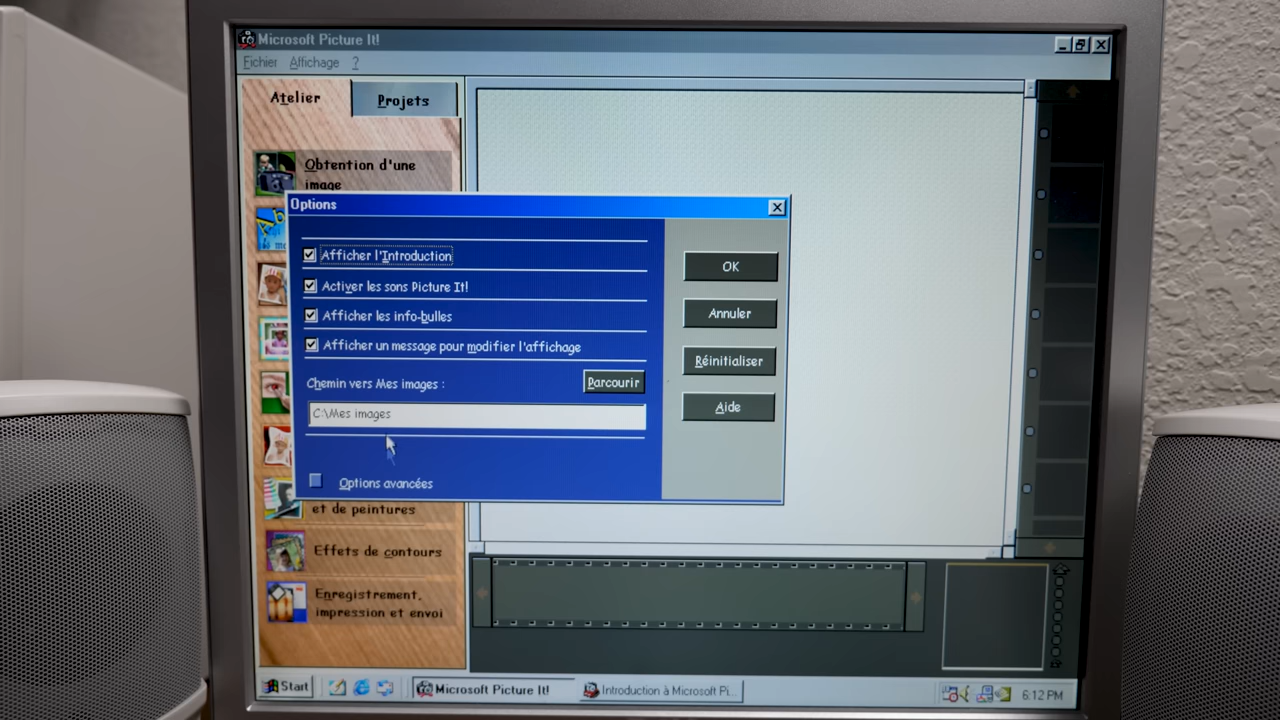 Microsoft Picture It!
Fichier Affichage ?
Atelier
Projets
Obtention d'une
image
Options
Afficher l'Introduction
Activer les sons Picture It!
Afficher les info-bulles
Afficher un message pour modifier l'affichage
Chemin vers Mes images :
Parcourir
C:\Mes images
Options avancées
OK
Annuler
Réinitialiser
Aide
et de peintures
Effets de contours
Enregistrement,
impression et envoi
Start
Microsoft Picture It!
Introduction à Microsoft Pi...
6:12 PM